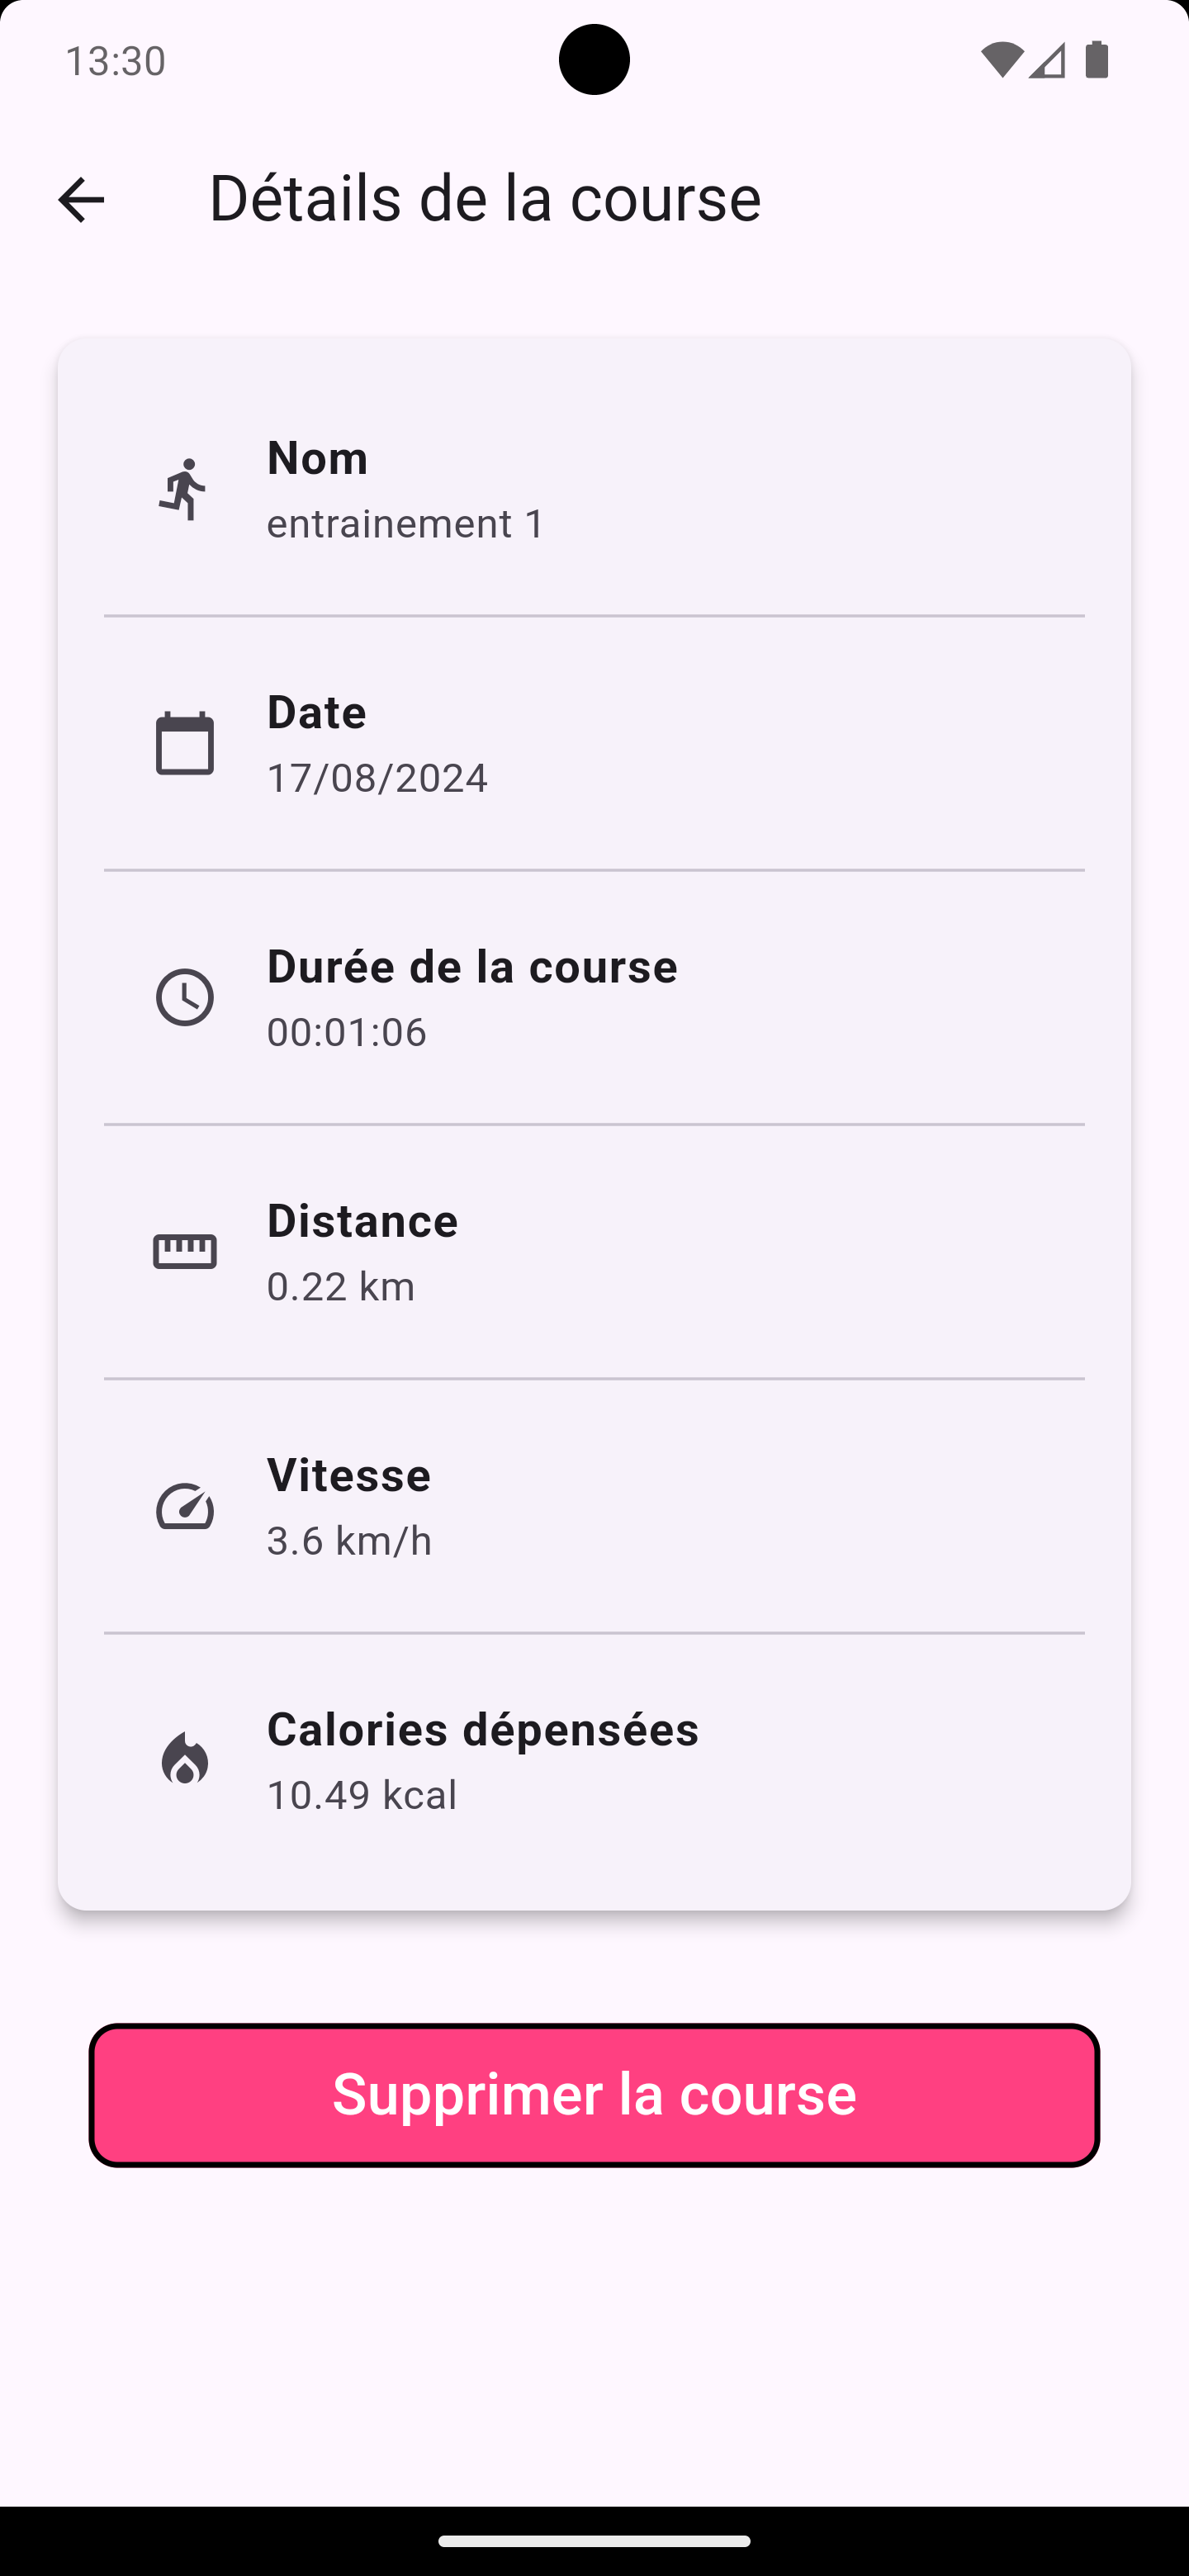 13:30
Détails de la course
Nom
entrainement 1
Date
17/08/2024
Durée de la course
00:01:06
Distance
0.22 km
Vitesse
3.6 km/h
Calories dépensées
10.49 kcal
Supprimer la course